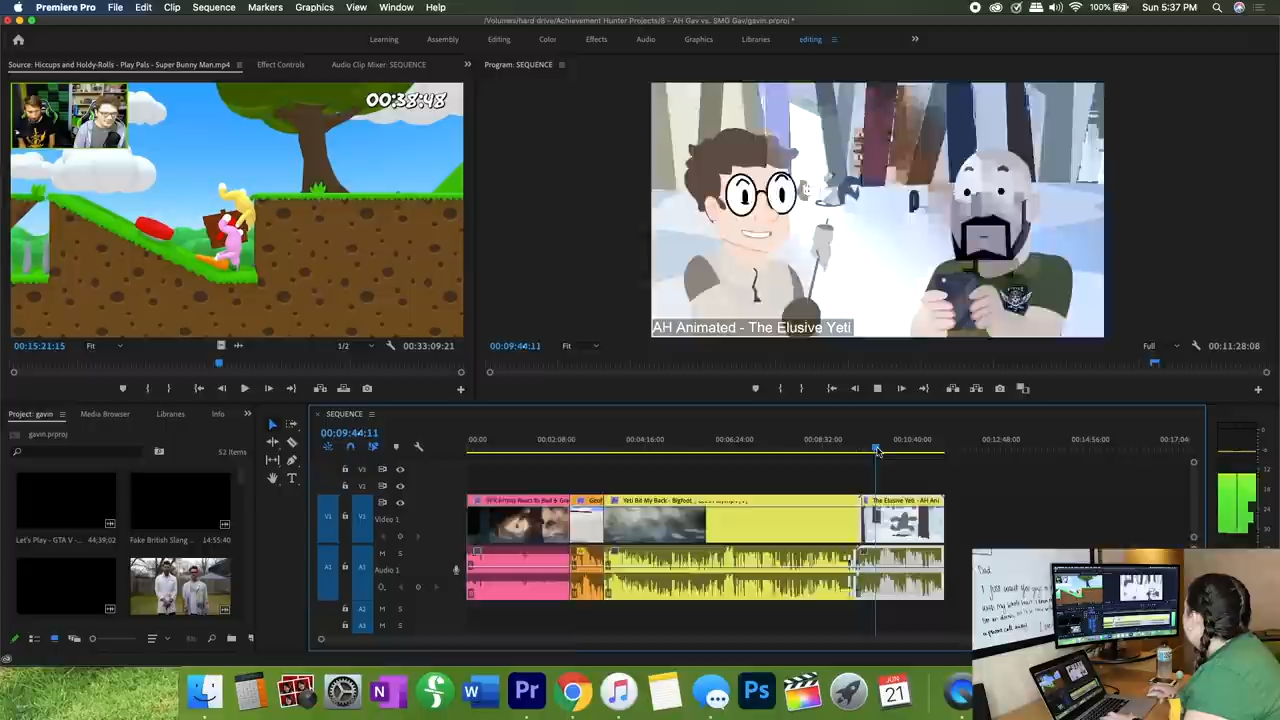 Premiere Pro File Edit Clip Sequence Markers Graphics View Window Help 100% Sun 5:37 PM
/Volumes/hard drive/Achievement Hunter Projects/6 - AH Gav vs. SMG Gav/gavin.prproj *
Learning Assembly Editing Color Effects Audio Graphics Libraries editing
Source: Hiccups and Holdy-Rolls - Play Pals - Super Bunny Man.mp4 Effect Controls Audio Clip Mixer: SEQUENCE
Program: SEQUENCE
00:38:48
AH Animated - The Elusive Yeti
00:15:21:15 Fit 1/2 00:33:09:21
00:09:44:11 Fit Full 00:11:28:08
Project: gavin Media Browser Libraries Info
gavin.prproj
52 Items
Let's Play - GTA V - 44;39;02
Fake British Slang 14:55:40
SEQUENCE
00:09:44:11
:00:00 00:02:08:00 00:04:16:00 00:06:24:00 00:08:32:00 00:10:40:00 00:12:48:00 00:14:56:00 00:17:04:
V3
V2
Yeti Bit My Back - Bigfoot
The Elusive Yeti - AH Ani
V1
Video 1
A1 M S
Audio 1
A2 M S
A3 M S
Dad,
N W Pr Ps
JUN
21